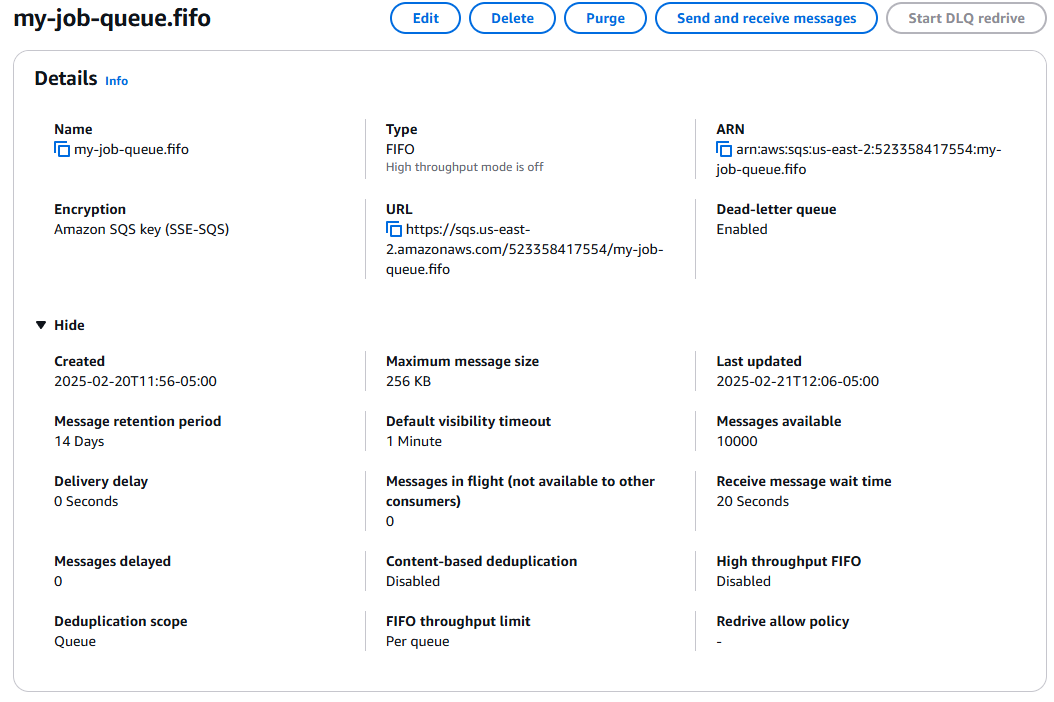 my-job-queue.fifo
Edit
Delete
Purge
Send and receive messages
Start DLQ redrive
Details Info
Name
my-job-queue.fifo
Type
FIFO
High throughput mode is off
ARN
arn:aws:sqs:us-east-2:523358417554:my-
job-queue.fifo
Encryption
Amazon SQS key (SSE-SQS)
URL
https://sqs.us-east-
2.amazonaws.com/523358417554/my-job-
queue.fifo
Dead-letter queue
Enabled
Hide
Created
2025-02-20T11:56-05:00
Maximum message size
256 KB
Last updated
2025-02-21T12:06-05:00
Message retention period
14 Days
Default visibility timeout
1 Minute
Messages available
10000
Delivery delay
0 Seconds
Messages in flight (not available to other
consumers)
0
Receive message wait time
20 Seconds
Messages delayed
0
Content-based deduplication
Disabled
High throughput FIFO
Disabled
Deduplication scope
Queue
FIFO throughput limit
Per queue
Redrive allow policy
-